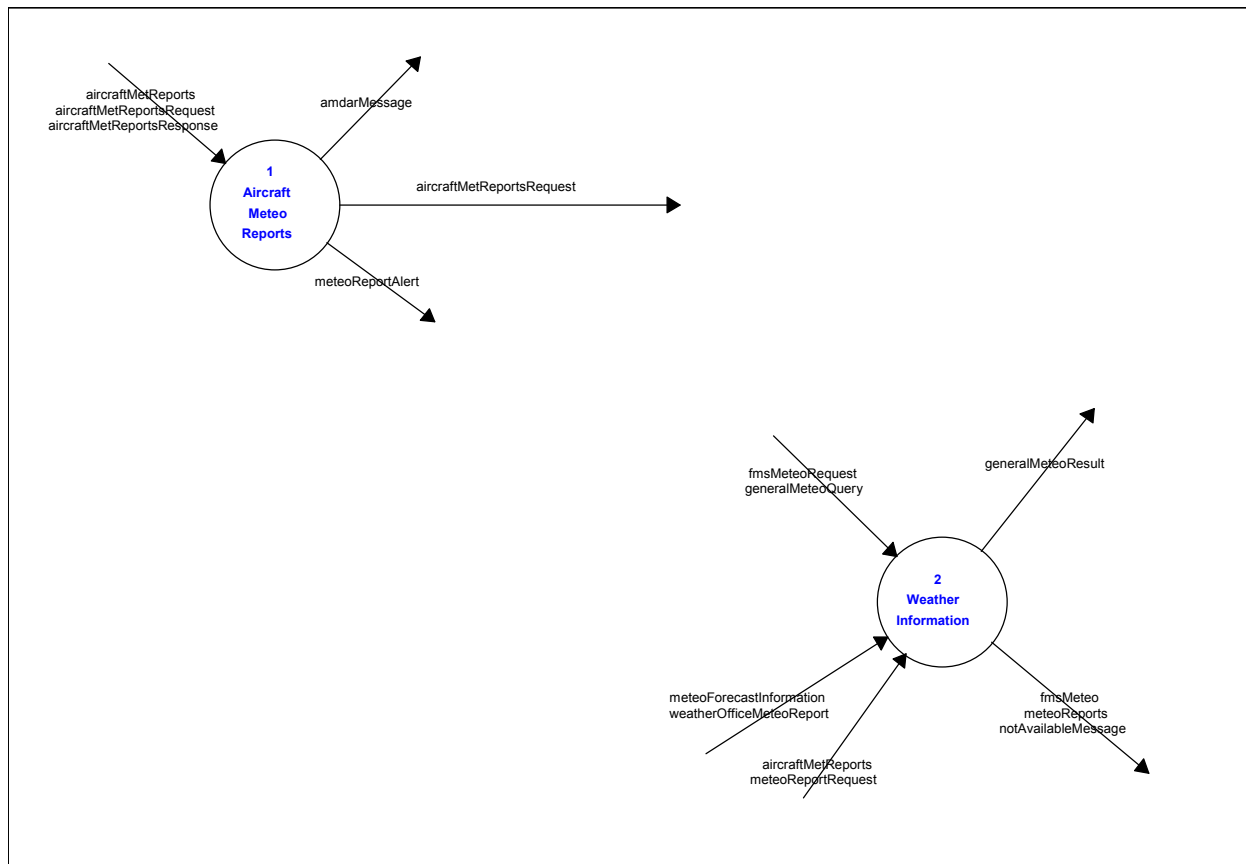 aircraftMetReports
aircraftMetReportsRequest
aircraftMetReportsResponse
amdarMessage
1
Aircraft
Meteo
Reports
aircraftMetReportsRequest
meteoReportAlert
fmsMeteoRequest
generalMeteoQuery
generalMeteoResult
2
Weather
Information
meteoForecastInformation
weatherOfficeMeteoReport
fmsMeteo
meteoReports
notAvailableMessage
aircraftMetReports
meteoReportRequest